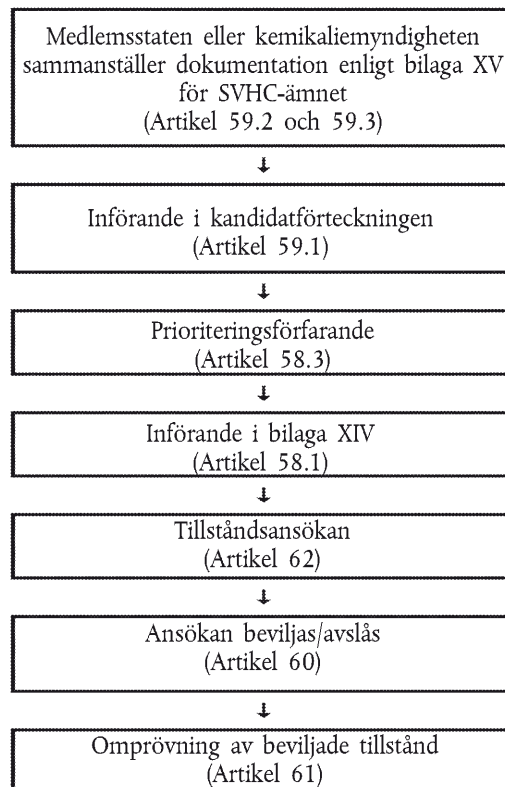 Medlemsstaten eller kemikaliemyndigheten
sammanställer dokumentation enligt bilaga XV
för SVHC-ämnet
(Artikel 59.2 och 59.3)
Införande i kandidatförteckningen
(Artikel 59.1)
Prioriteringsförfarande
(Artikel 58.3)
Införande i bilaga XIV
(Artikel 58.1)
Tillståndsansökan
(Artikel 62)
Ansökan beviljas/avslås
(Artikel 60)
Omprövning av beviljade tillstånd
(Artikel 61)